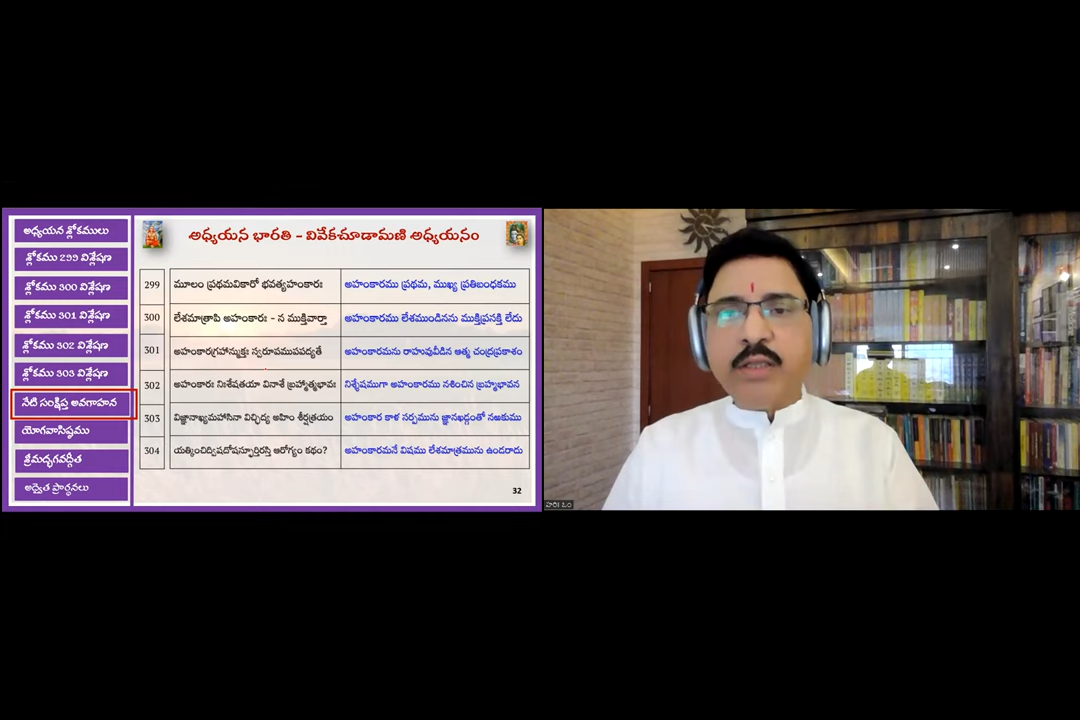 అధ్యయన శ్లోకములు
శ్లోకము 299 విశ్లేషణ
శ్లోకము 300 విశ్లేషణ
శ్లోకము 301 విశ్లేషణ
శ్లోకము 302 విశ్లేషణ
శ్లోకము 303 విశ్లేషణ
నేటి సంక్షిప్త అవగాహన
యోగవాసిష్ఠము
శ్రీమద్భగవద్గీత
అద్వైత ప్రార్థనలు
అధ్యయన భారతి – వివేకచూడామణి అధ్యయనం
299 మూలం ప్రథమవికారో భవత్యహంకారః అహంకారము ప్రథమ, ముఖ్య ప్రతిబంధకము
300 లేశమాత్రాపి అహంకారః - న ముక్తివార్తా అహంకారము లేశముండినను ముక్తిప్రసక్తి లేదు
301 అహంకారగ్రహాన్ముక్తః స్వరూపముపపద్యతే అహంకారమను రాహువువీడిన ఆత్మ చంద్రప్రకాశం
302 అహంకారః నిఃశేషతయా వినాశే బ్రహ్మాత్మభావః నిశ్శేషముగా అహంకారము నశించిన బ్రహ్మభావన
303 విజ్ఞానాఖ్యమహాసినా విచ్ఛిద్య అహిం శీర్షత్రయం అహంకార కాళ సర్పమును జ్ఞానఖడ్గంతో నఱకుము
304 యత్కించిద్విషదోషస్ఫూర్తిరస్తి ఆరోగ్యం కథం? అహంకారమనే విషము లేశమాత్రమును ఉండరాదు
32
హరిః ఓం